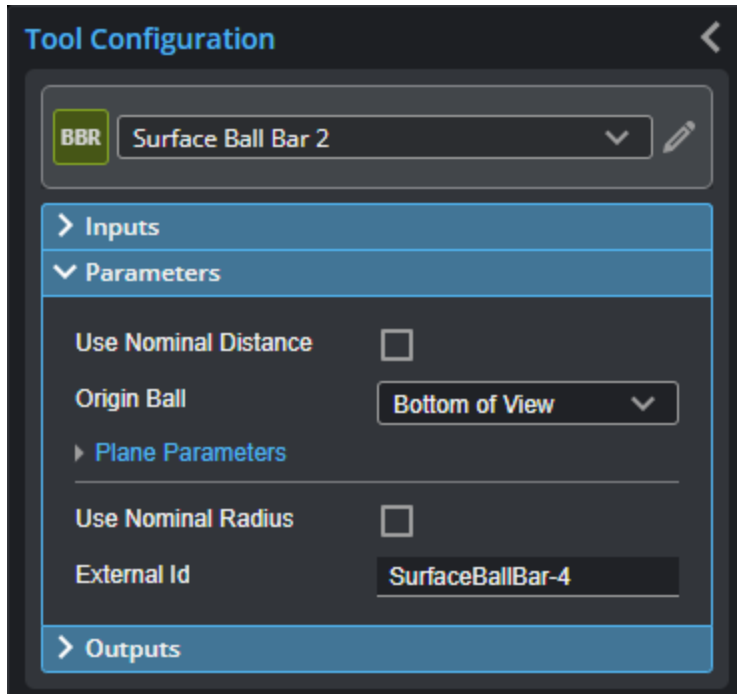 Tool Configuration
BBR Surface Ball Bar 2
Inputs
Parameters
Use Nominal Distance
Origin Ball Bottom of View
Plane Parameters
Use Nominal Radius
External Id SurfaceBallBar-4
Outputs